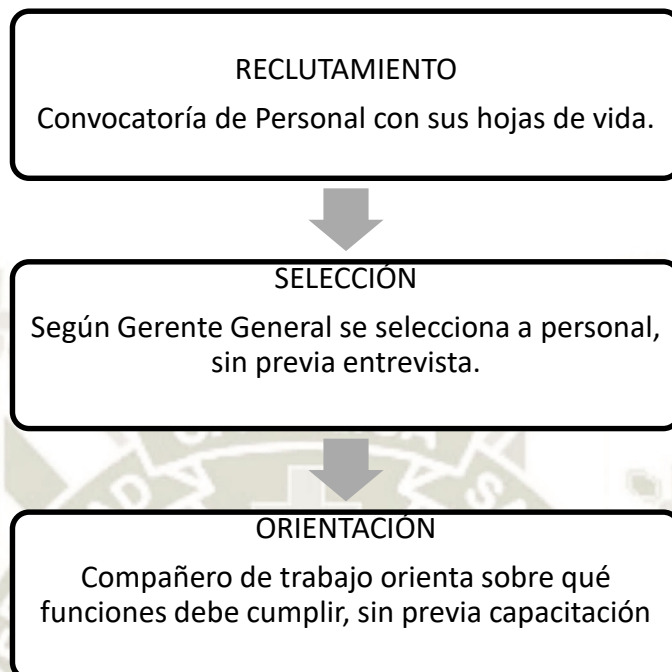 RECLUTAMIENTO
Convocatoría de Personal con sus hojas de vida.
SELECCIÓN
Según Gerente General se selecciona a personal,
sin previa entrevista.
ORIENTACIÓN
Compañero de trabajo orienta sobre qué
funciones debe cumplir, sin previa capacitación